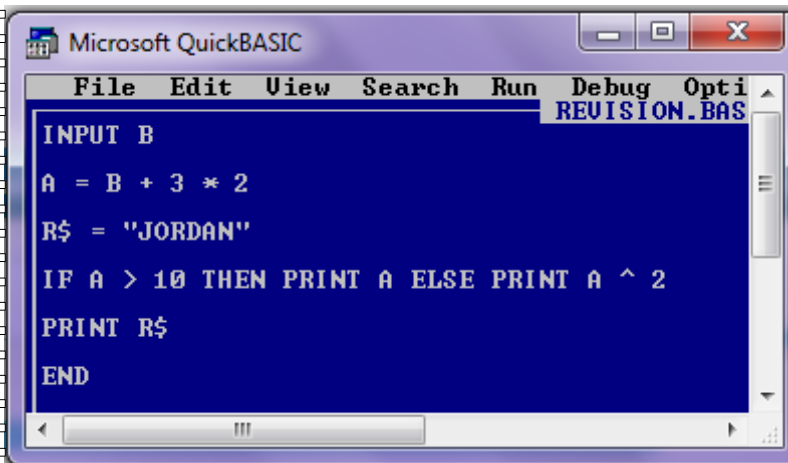 Microsoft QuickBASIC
File Edit View Search Run Debug Opti
REVISION.BAS
INPUT B
A = B + 3 * 2
R$ = "JORDAN"
IF A > 10 THEN PRINT A ELSE PRINT A ^ 2
PRINT R$
END